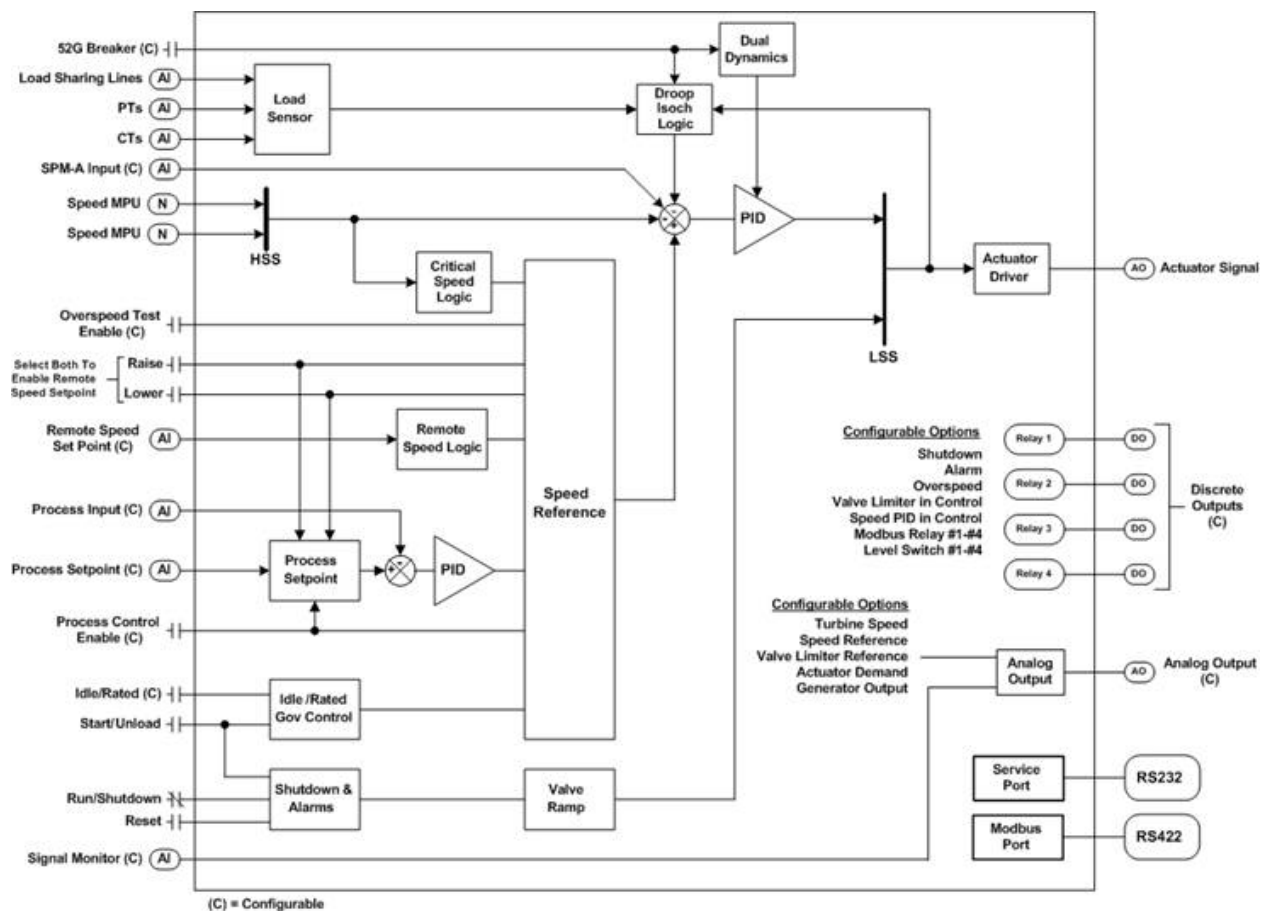 52G Breaker (C)
Load Sharing Lines
AI
PTs
AI
CTs
AI
SPM-A Input (C)
AI
Speed MPU
N
Speed MPU
N
HSS
Load
Sensor
Dual
Dynamics
Droop
Isoch
Logic
-
-
+
PID
LSS
Actuator
Driver
AO
Actuator Signal
Critical
Speed
Logic
Overspeed Test
Enable (C)
Select Both To
Enable Remote
Speed Setpoint
Raise
Lower
Remote Speed
Set Point (C)
AI
Remote
Speed Logic
Process Input (C)
AI
Process Setpoint (C)
AI
Process
Setpoint
+
-
PID
Process Control
Enable (C)
Speed
Reference
Idle/Rated (C)
Start/Unload
Idle /Rated
Gov Control
Run/Shutdown
Reset
Shutdown &
Alarms
Valve
Ramp
Signal Monitor (C)
AI
Configurable Options
Shutdown
Alarm
Overspeed
Valve Limiter in Control
Speed PID in Control
Modbus Relay #1-#4
Level Switch #1-#4
Relay 1
DO
Relay 2
DO
Relay 3
DO
Relay 4
DO
Discrete
Outputs
(C)
Configurable Options
Turbine Speed
Speed Reference
Valve Limiter Reference
Actuator Demand
Generator Output
Analog
Output
AO
Analog Output
(C)
Service
Port
RS232
Modbus
Port
RS422
(C) = Configurable